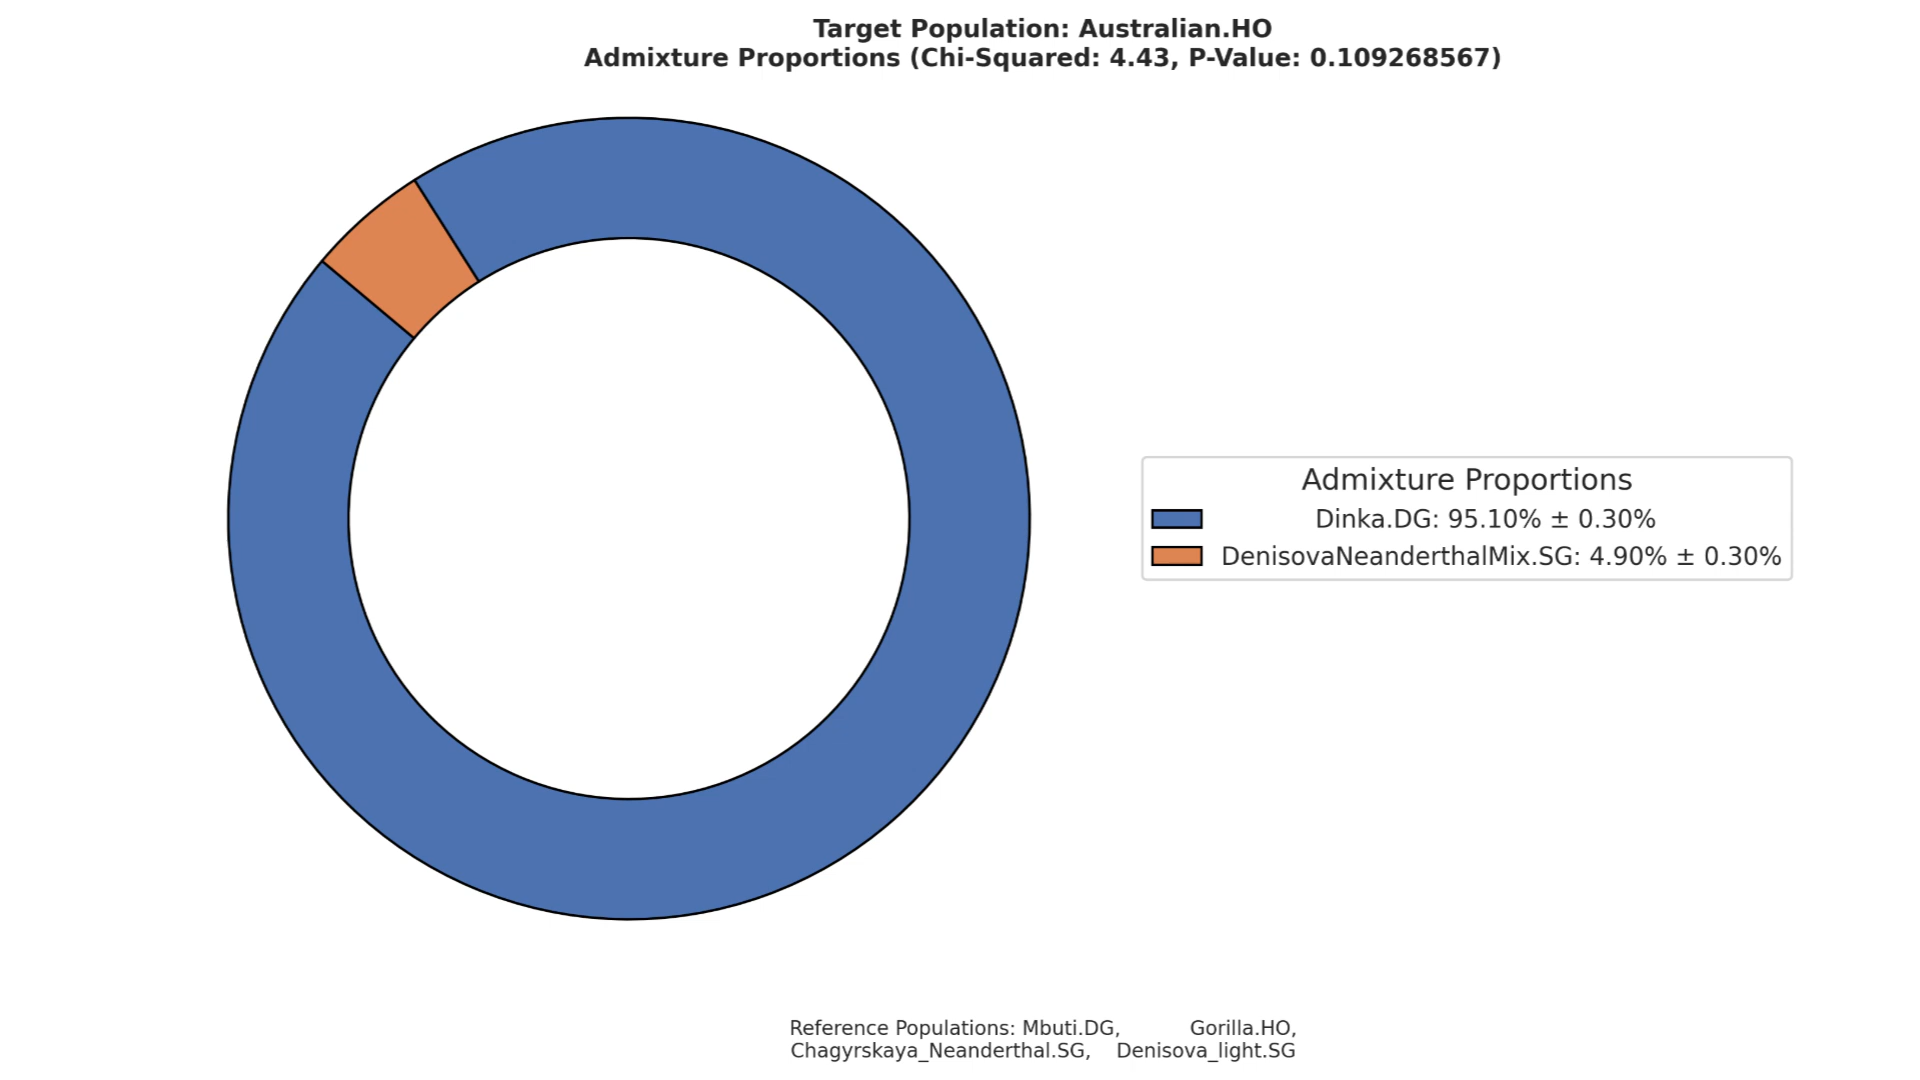 Target Population: Australian.HO
Admixture Proportions (Chi-Squared: 4.43, P-Value: 0.109268567)
Admixture Proportions
Dinka.DG: 95.10% ± 0.30%
DenisovaNeanderthalMix.SG: 4.90% ± 0.30%
Reference Populations: Mbuti.DG, Gorilla.HO,
Chagyrskaya_Neanderthal.SG, Denisova_light.SG